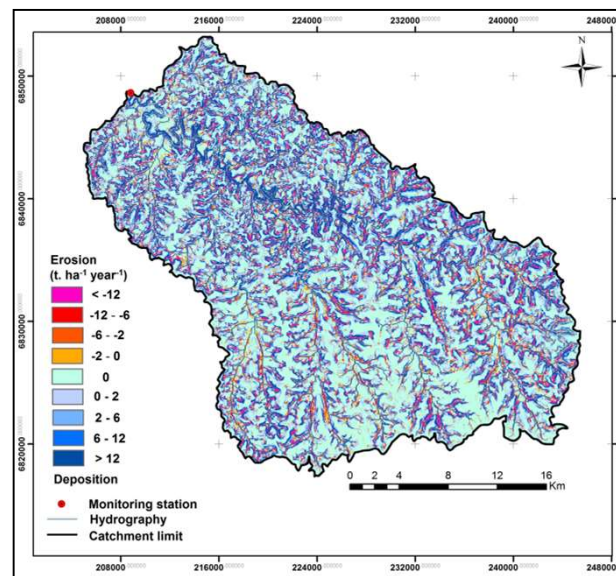 208000 216000 224000 232000 240000 248000
N
6850000
6840000
6830000
6820000
Erosion
(t. ha⁻¹ year⁻¹)
< -12
-12 - -6
-6 - -2
-2 - 0
0
0 - 2
2 - 6
6 - 12
> 12
Deposition
Monitoring station
Hydrography
Catchment limit
0 2 4 8 12 16
Km
208000 216000 224000 232000 240000 248000